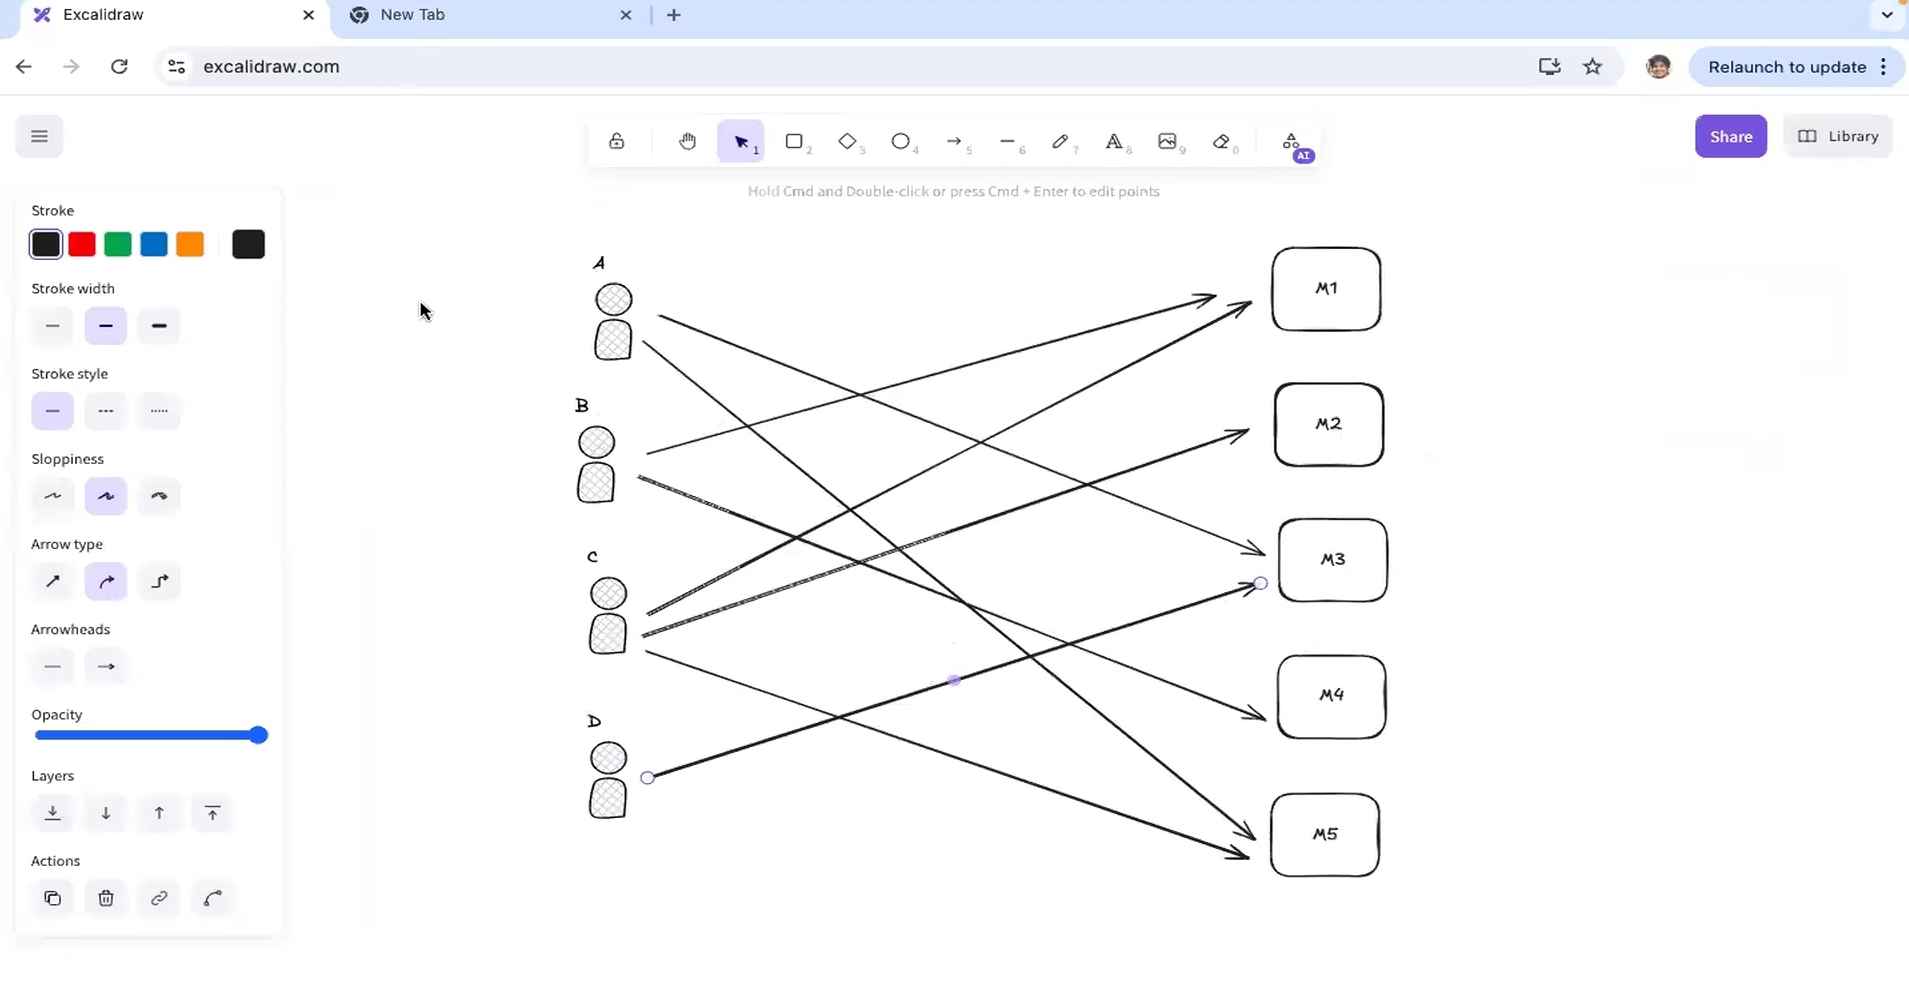 Excalidraw
New Tab
excalidraw.com
Relaunch to update
1
2
3
4
5
6
7
8
9
0
AI
Share
Library
Hold Cmd and Double-click or press Cmd + Enter to edit points
Stroke
Stroke width
Stroke style
Sloppiness
Arrow type
Arrowheads
Opacity
Layers
Actions
A
B
C
D
M1
M2
M3
M4
M5